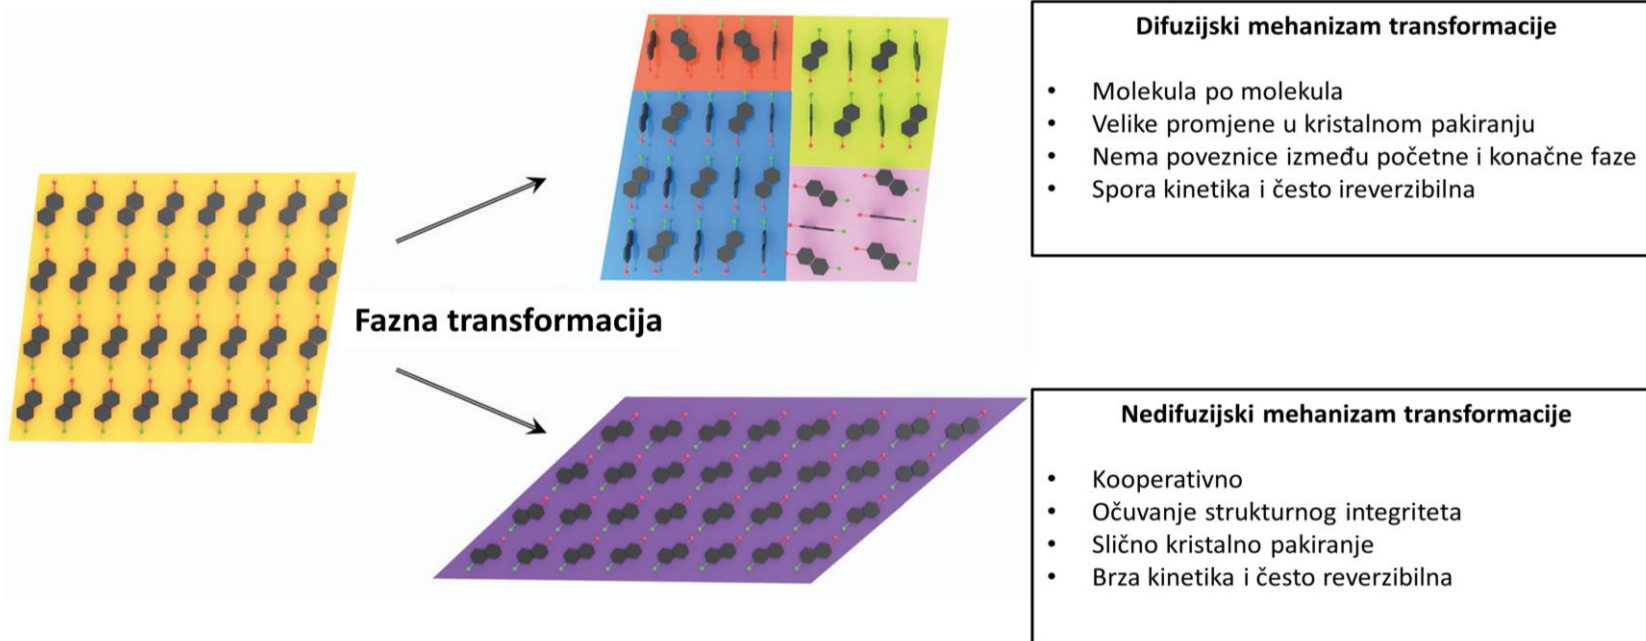 Fazna transformacija
Difuzijski mehanizam transformacije
• Molekula po molekula
• Velike promjene u kristalnom pakiranju
• Nema poveznice između početne i konačne faze
• Spora kinetika i često ireverzibilna
Nedifuzijski mehanizam transformacije
• Kooperativno
• Očuvanje strukturnog integriteta
• Slično kristalno pakiranje
• Brza kinetika i često reverzibilna